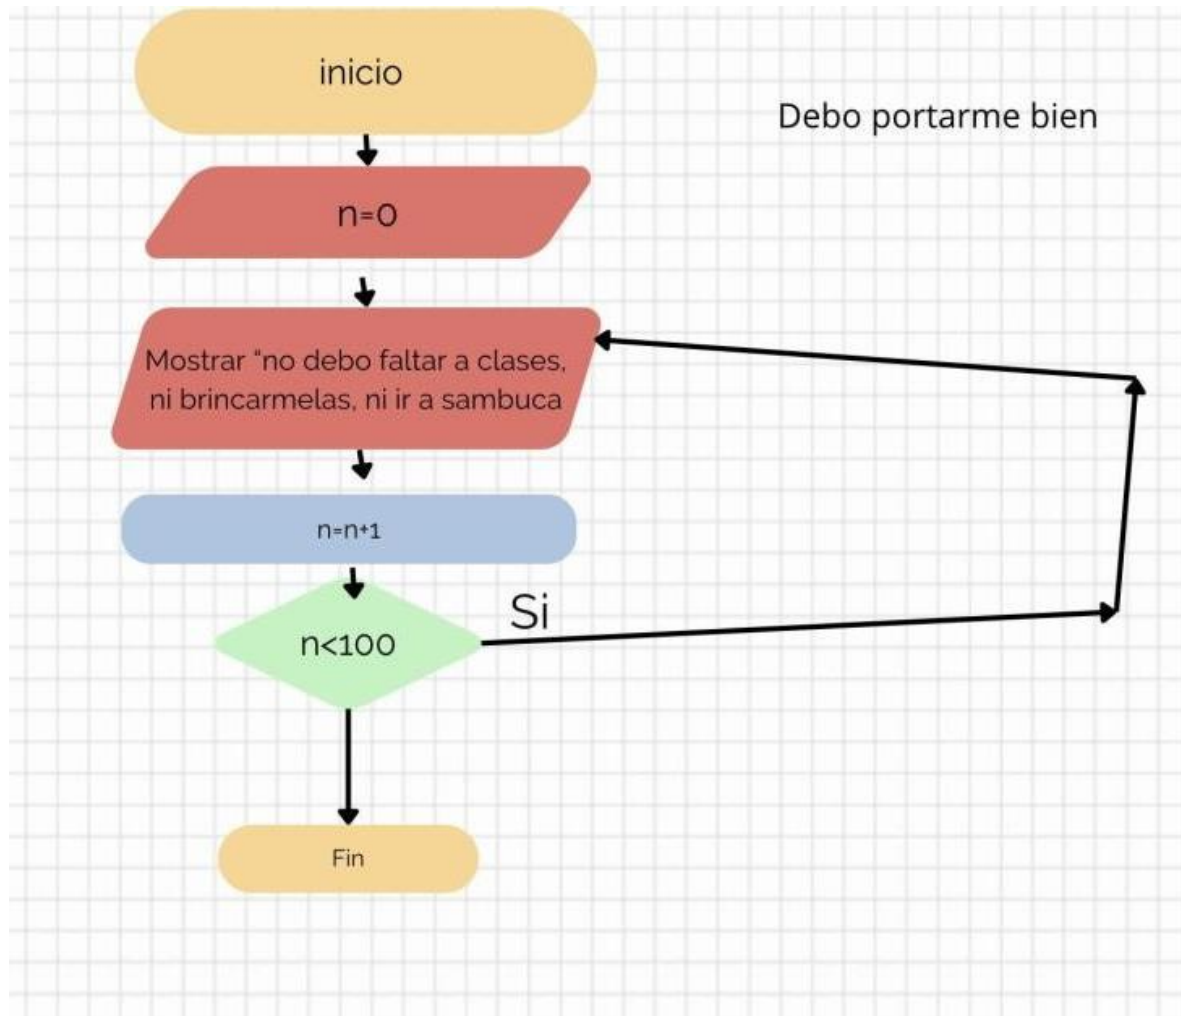 inicio
Debo portarme bien
n=0
Mostrar “no debo faltar a clases,
ni brincarmelas, ni ir a sambuca
n=n+1
Si
n<100
Fin